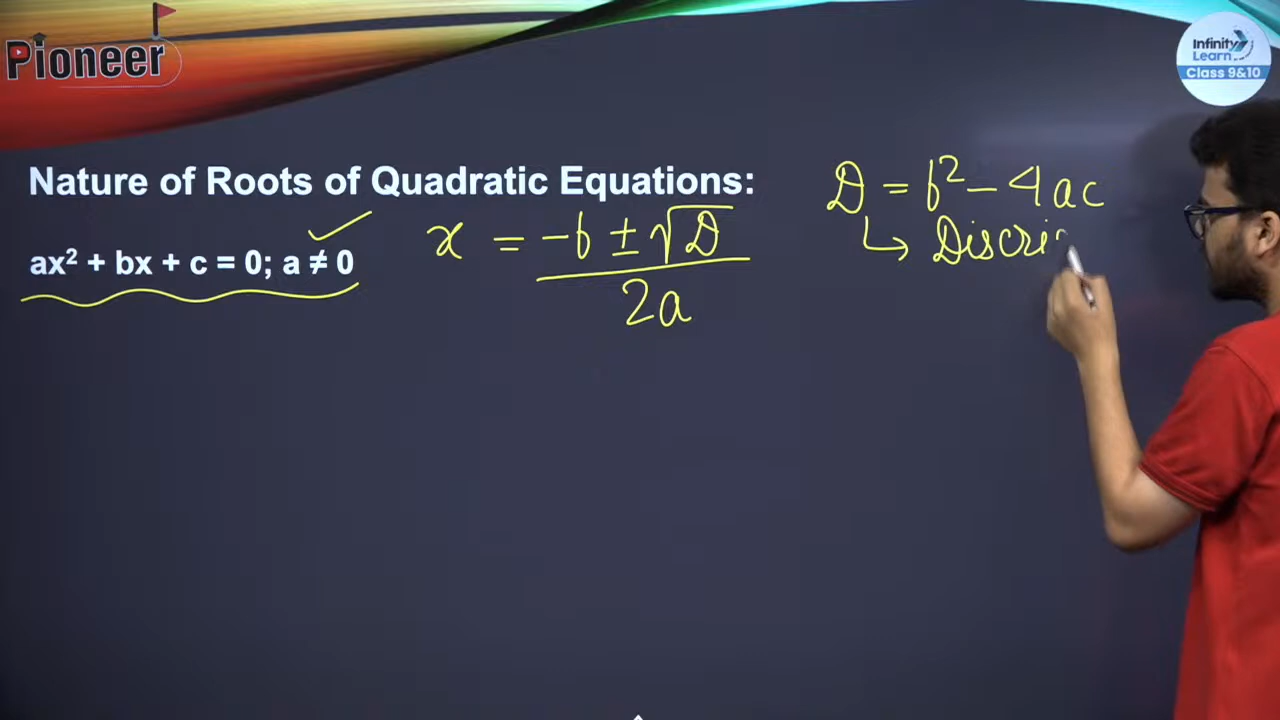 Pioneer
Infinity
Learn
Class 9&10
Nature of Roots of Quadratic Equations:
D = b² - 4ac
↳ Discri
ax² + bx + c = 0; a ≠ 0 ✓
x = -b ± √D
2a